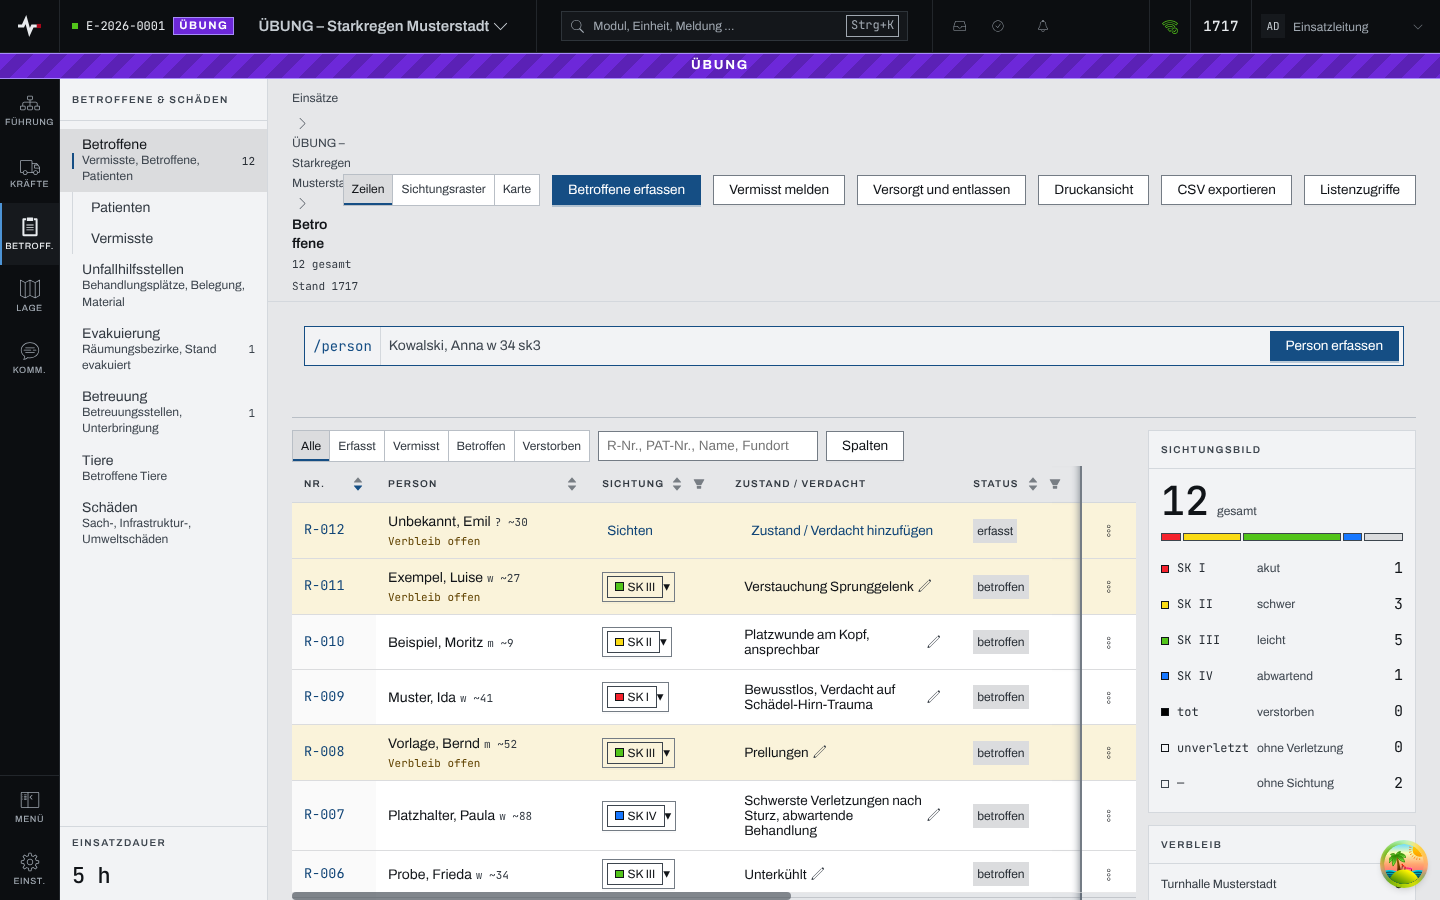 E-2026-0001 ÜBUNG ÜBUNG – Starkregen Musterstadt Modul, Einheit, Meldung ... Strg+K 1717 AD Einsatzleitung
ÜBUNG
FÜHRUNG
KRÄFTE
BETROFF.
LAGE
KOMM.
MENÜ
EINST.
BETROFFENE & SCHÄDEN
Betroffene
Vermisste, Betroffene, 12
Patienten
Patienten
Vermisste
Unfallhilfsstellen
Behandlungsplätze, Belegung,
Material
Evakuierung
Räumungsbezirke, Stand 1
evakuiert
Betreuung
Betreuungsstellen, 1
Unterbringung
Tiere
Betroffene Tiere
Schäden
Sach-, Infrastruktur-,
Umweltschäden
EINSATZDAUER
5 h
Einsätze
ÜBUNG –
Starkregen
Mustersta
Betro
ffene
12 gesamt
Stand 1717
Zeilen Sichtungsraster Karte Betroffene erfassen Vermisst melden Versorgt und entlassen Druckansicht CSV exportieren Listenzugriffe
/person Kowalski, Anna w 34 sk3 Person erfassen
Alle Erfasst Vermisst Betroffen Verstorben R-Nr., PAT-Nr., Name, Fundort Spalten
NR. PERSON SICHTUNG ZUSTAND / VERDACHT STATUS
R-012 Unbekannt, Emil ? ~30 Sichten Zustand / Verdacht hinzufügen erfasst
Verbleib offen
R-011 Exempel, Luise w ~27 SK III Verstauchung Sprunggelenk betroffen
Verbleib offen
R-010 Beispiel, Moritz m ~9 SK II Platzwunde am Kopf, betroffen
ansprechbar
R-009 Muster, Ida w ~41 SK I Bewusstlos, Verdacht auf betroffen
Schädel-Hirn-Trauma
R-008 Vorlage, Bernd m ~52 SK III Prellungen betroffen
Verbleib offen
R-007 Platzhalter, Paula w ~88 SK IV Schwerste Verletzungen nach betroffen
Sturz, abwartende
Behandlung
R-006 Probe, Frieda w ~34 SK III Unterkühlt betroffen
SICHTUNGSBILD
12 gesamt
SK I akut 1
SK II schwer 3
SK III leicht 5
SK IV abwartend 1
tot verstorben 0
unverletzt ohne Verletzung 0
– ohne Sichtung 2
VERBLEIB
Turnhalle Musterstadt